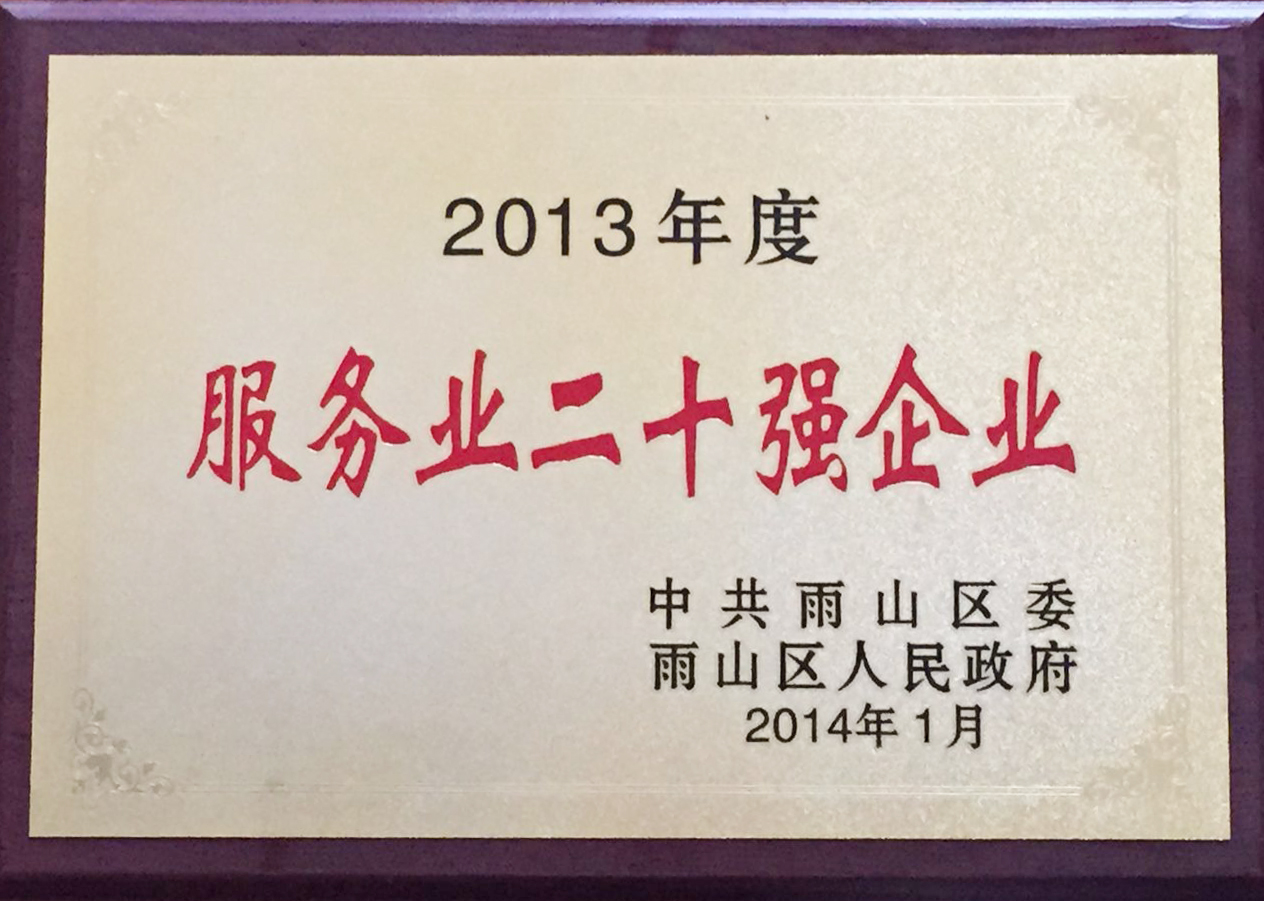 2013年度
服务业二十强企业
中共雨山区委
雨山区人民政府
2014年1月